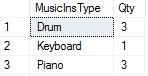 MusicInsType Qty
1 Drum 3
2 Keyboard 1
3 Piano 3